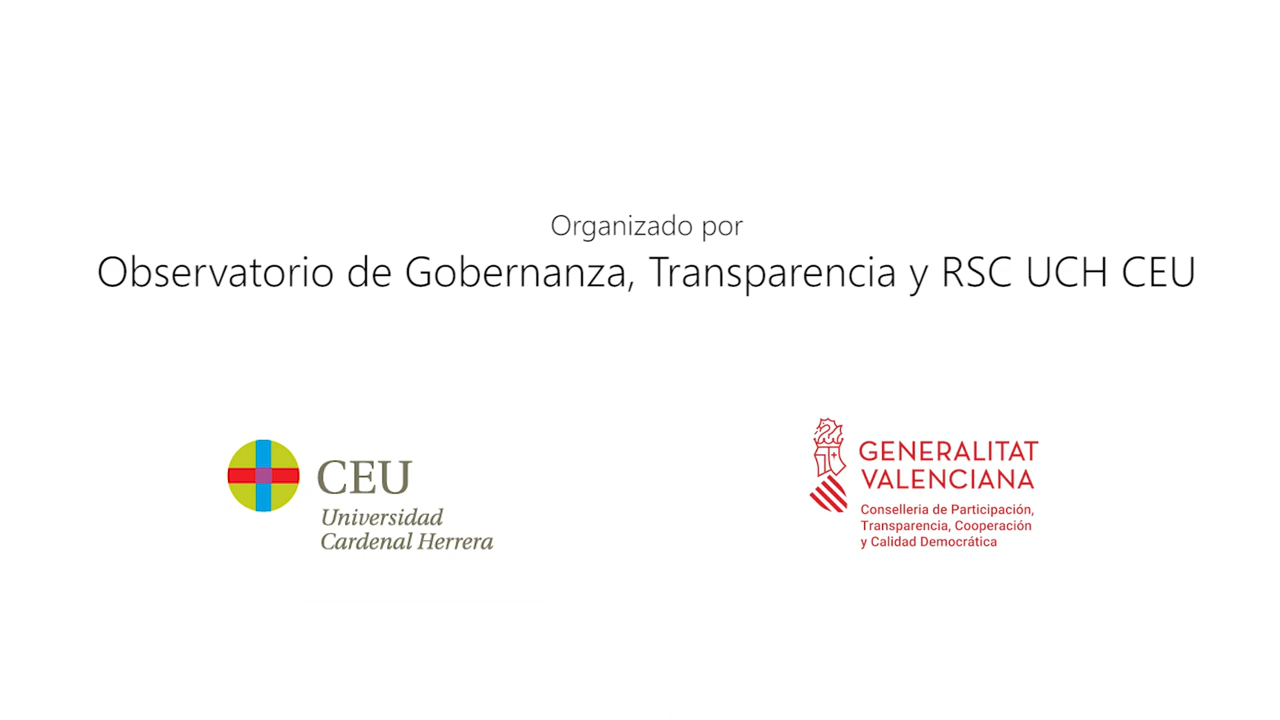 Organizado por
Observatorio de Gobernanza, Transparencia y RSC UCH CEU
CEU
Universidad
Cardenal Herrera
GENERALITAT
VALENCIANA
Conselleria de Participación,
Transparencia, Cooperación
y Calidad Democrática